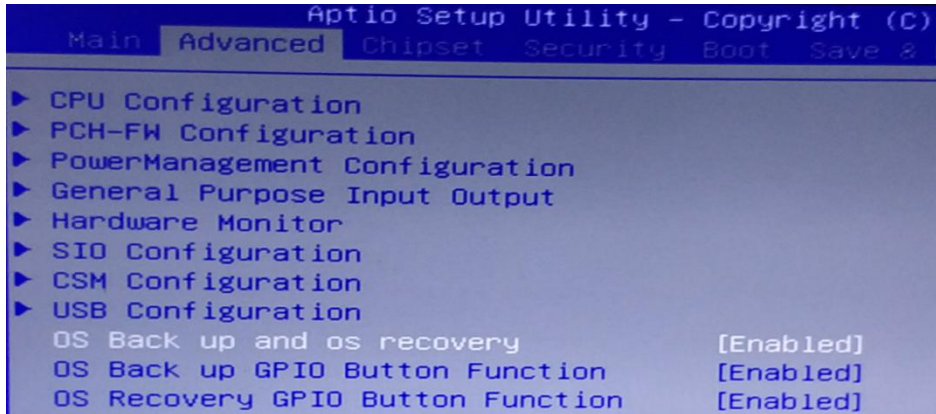 Aptio Setup Utility - Copyright (C)
Main Advanced Chipset Security Boot Save &
CPU Configuration
PCH-FW Configuration
PowerManagement Configuration
General Purpose Input Output
Hardware Monitor
SIO Configuration
CSM Configuration
USB Configuration
OS Back up and os recovery [Enabled]
OS Back up GPIO Button Function [Enabled]
OS Recovery GPIO Button Function [Enabled]